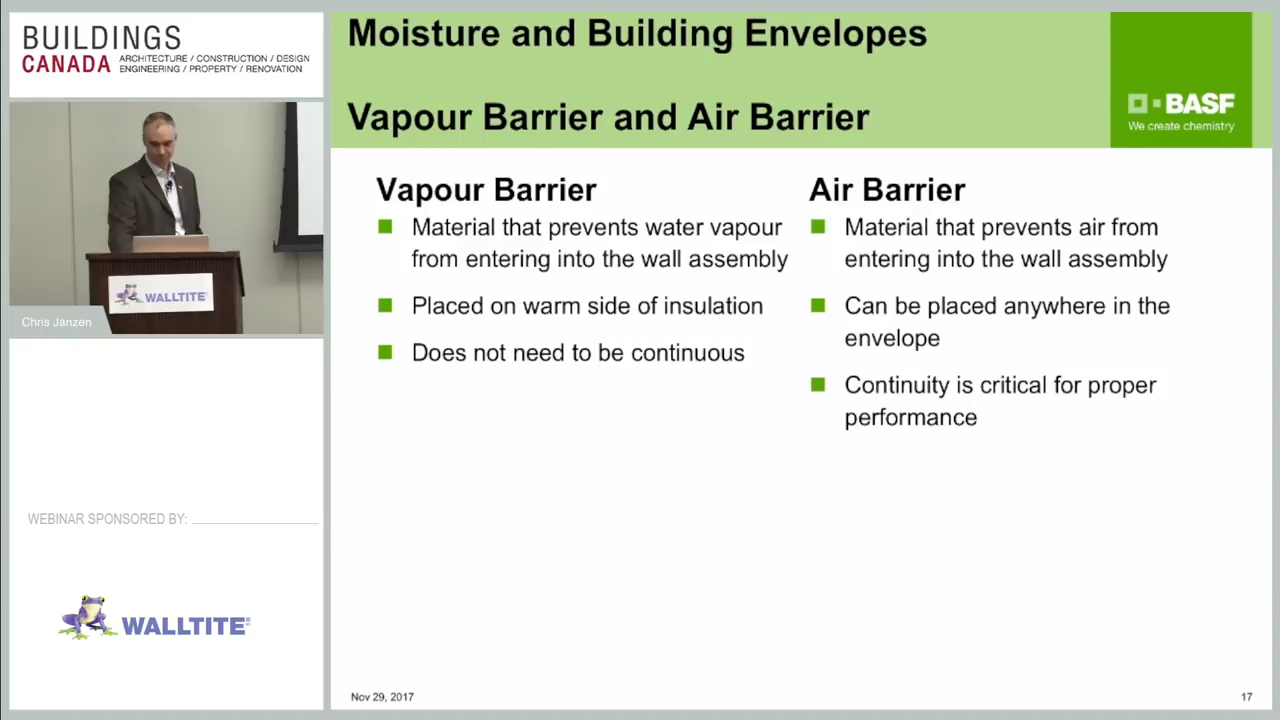 BUILDINGS
CANADA
ARCHITECTURE / CONSTRUCTION / DESIGN
ENGINEERING / PROPERTY / RENOVATION
WALLTITE
Chris Janzen
WEBINAR SPONSORED BY:
WALLTITE®
Moisture and Building Envelopes
Vapour Barrier and Air Barrier
BASF
We create chemistry
Vapour Barrier
Material that prevents water vapour
from entering into the wall assembly
Placed on warm side of insulation
Does not need to be continuous
Air Barrier
Material that prevents air from
entering into the wall assembly
Can be placed anywhere in the
envelope
Continuity is critical for proper
performance
Nov 29, 2017
17